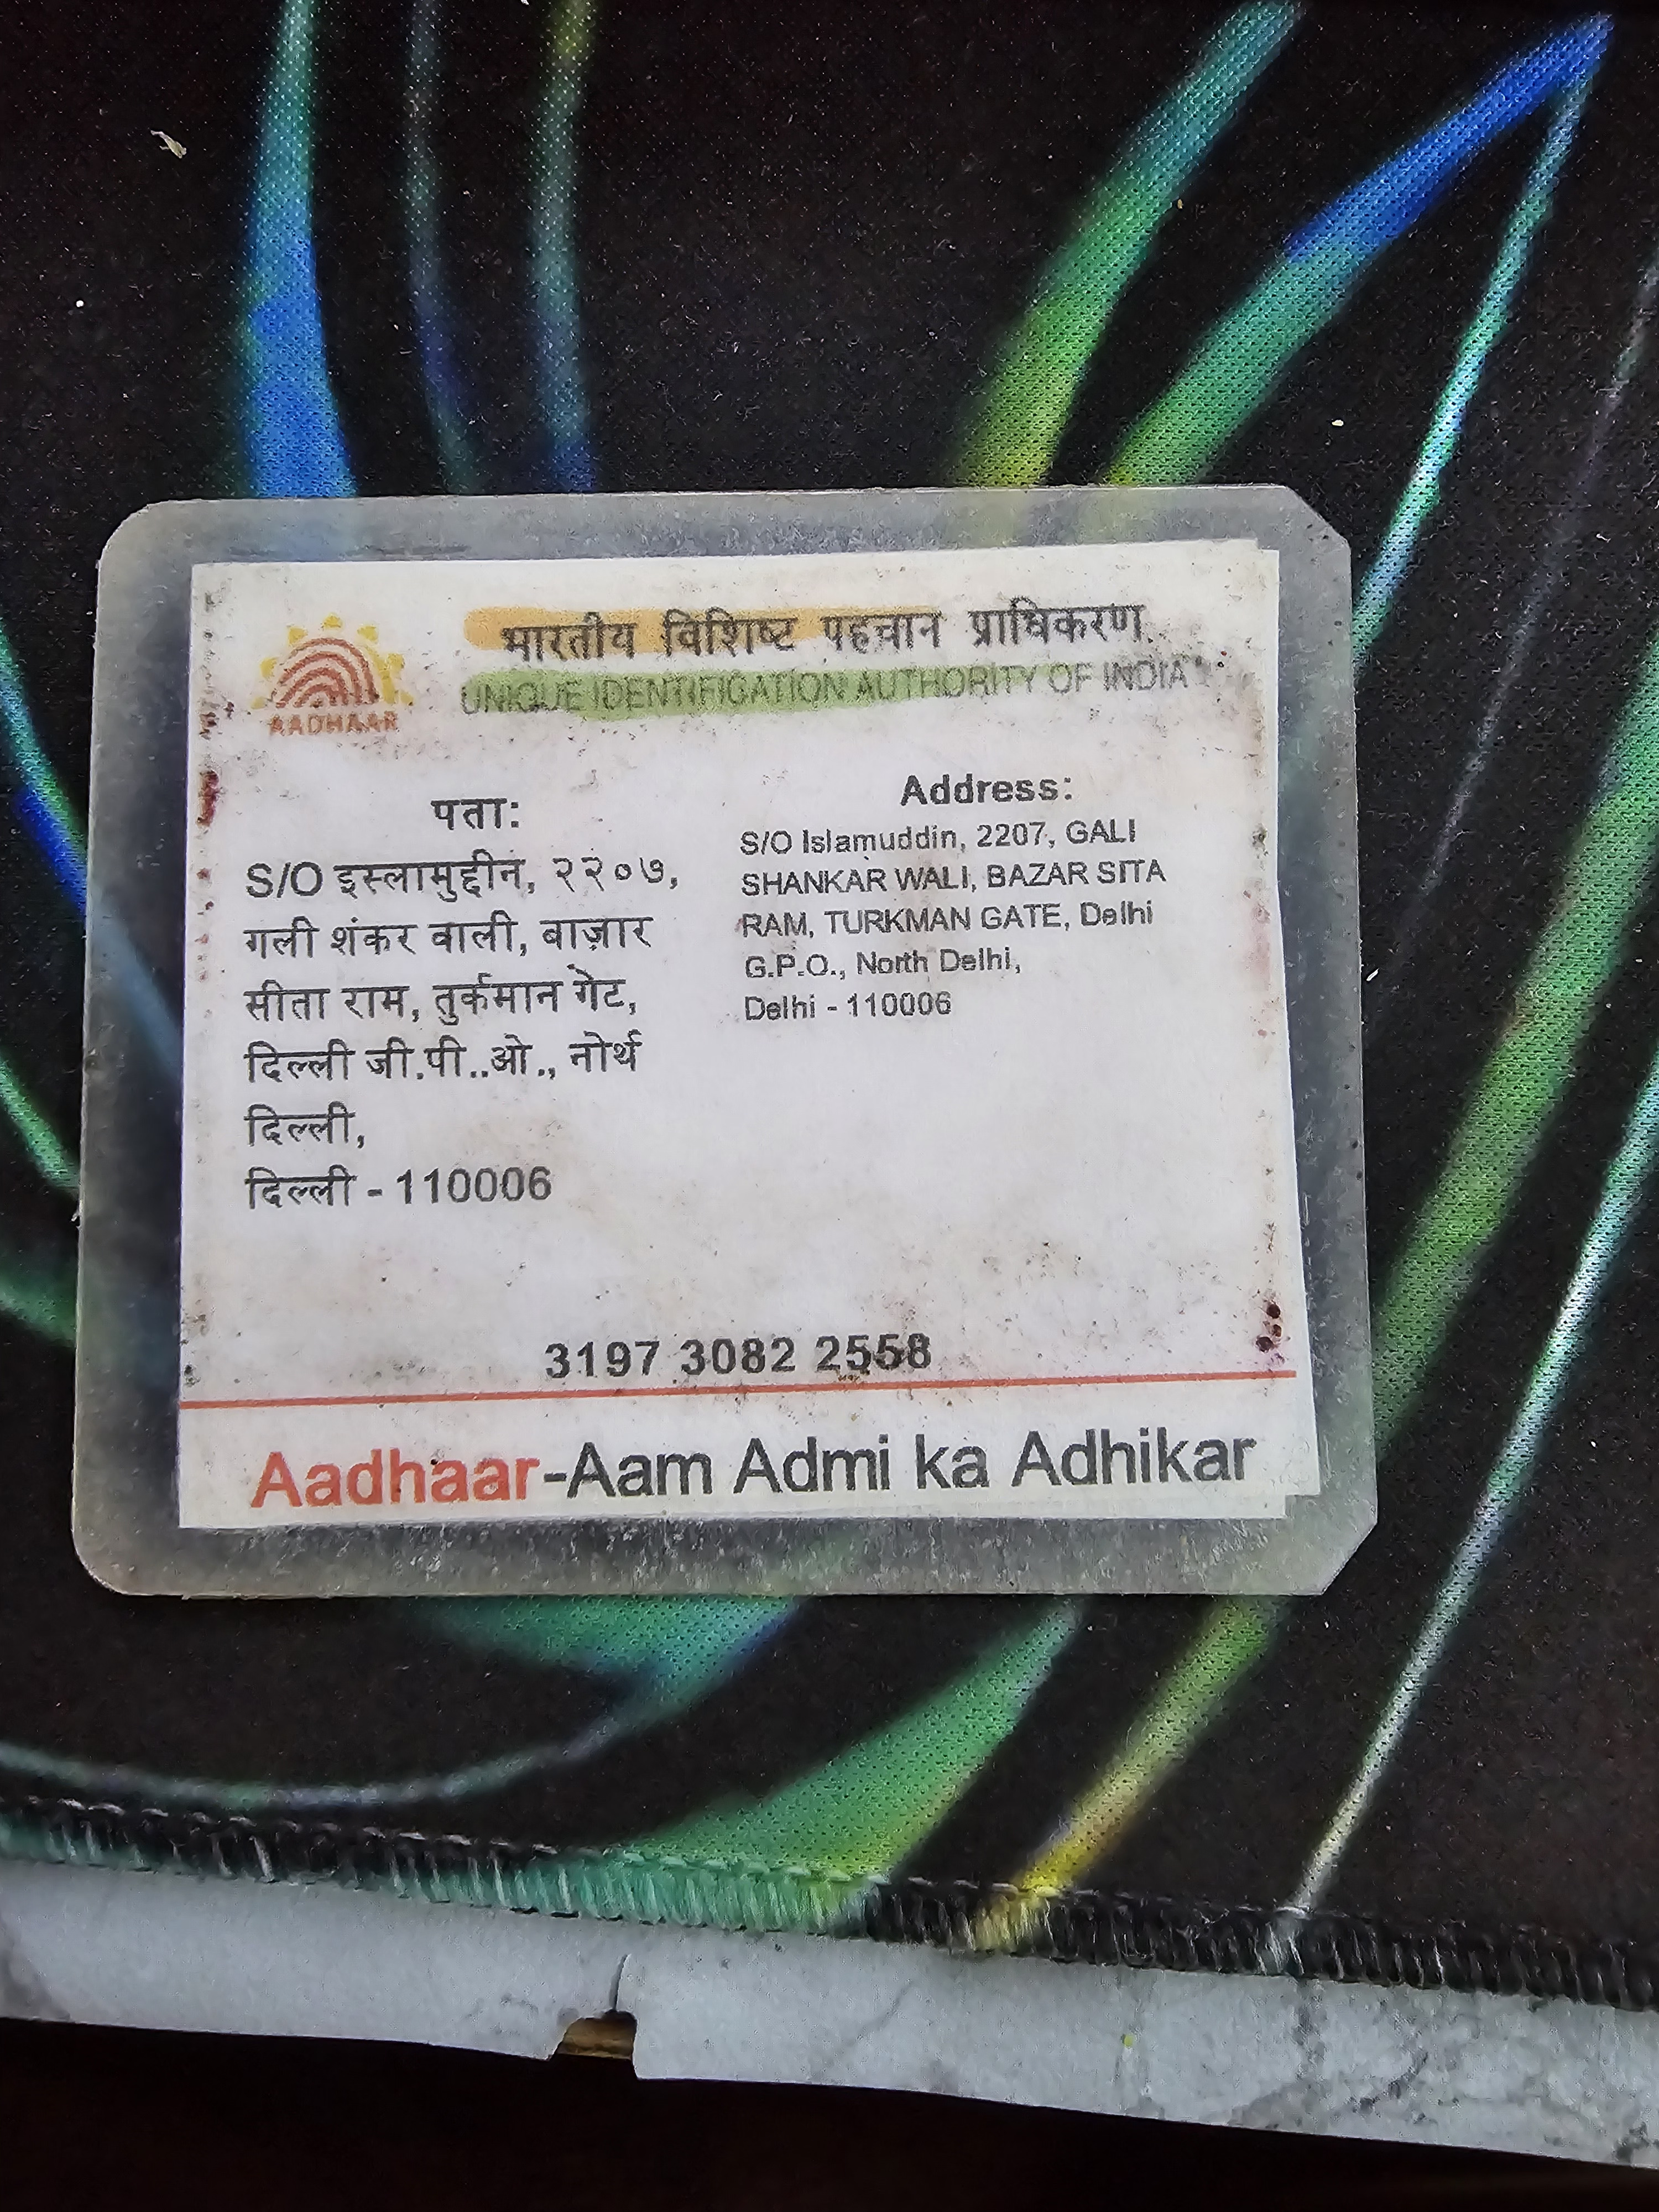 भारतीय विशिष्ट पहचान प्राधिकरण
UNIQUE IDENTIFICATION AUTHORITY OF INDIA
AADHAAR
पता:
S/O इस्लामुद्दीन, २२०७,
गली शंकर वाली, बाज़ार
सीता राम, तुर्कमान गेट,
दिल्ली जी.पी..ओ., नोर्थ
दिल्ली,
दिल्ली - 110006
Address:
S/O Islamuddin, 2207, GALI
SHANKAR WALI, BAZAR SITA
RAM, TURKMAN GATE, Delhi
G.P.O., North Delhi,
Delhi - 110006
3197 3082 2558
Aadhaar-Aam Admi ka Adhikar